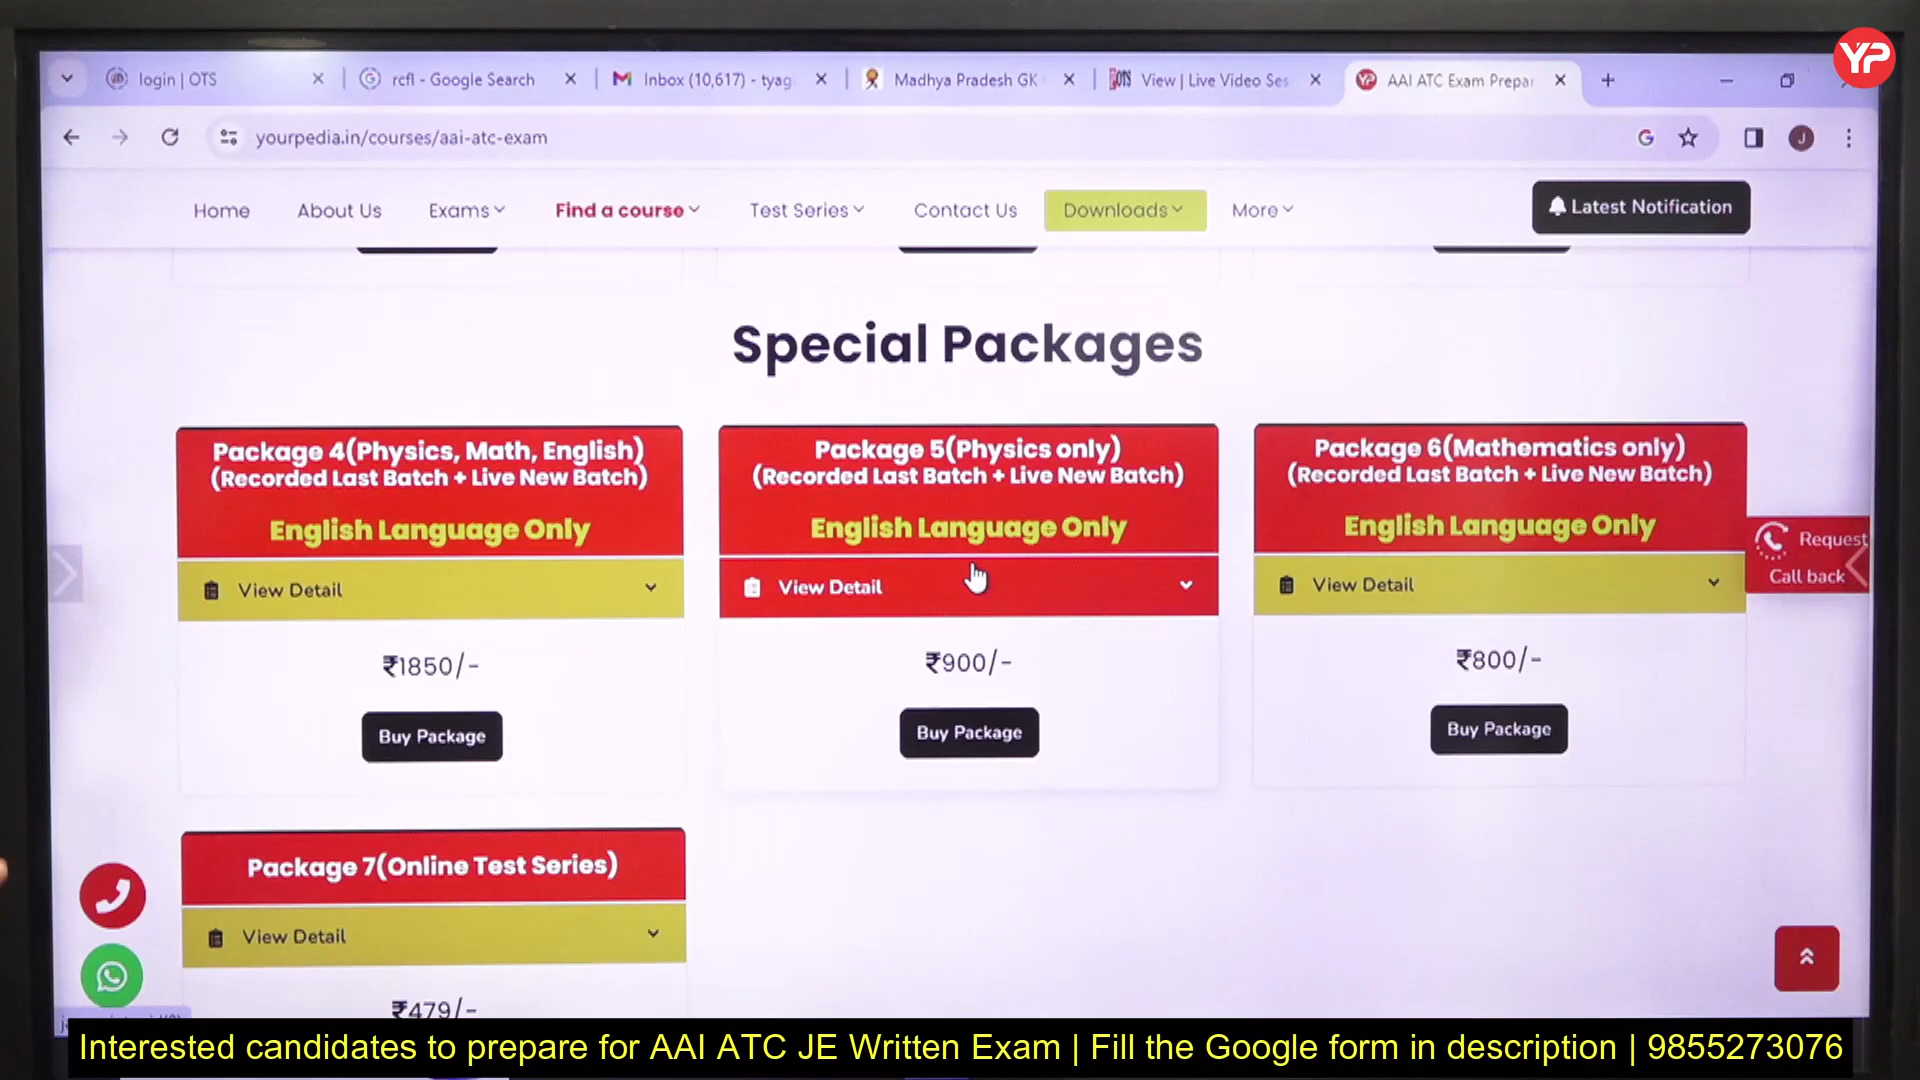 YP
login | OTS
rcfl - Google Search
Inbox (10,617) - tyag
Madhya Pradesh GK
OTS View | Live Video Ses
YP AAI ATC Exam Prepar
yourpedia.in/courses/aai-atc-exam
G
J
Home
About Us
Exams
Find a course
Test Series
Contact Us
Downloads
More
Latest Notification
Special Packages
Package 4(Physics, Math, English)
(Recorded Last Batch + Live New Batch)
English Language Only
View Detail
₹1850/-
Buy Package
Package 5(Physics only)
(Recorded Last Batch + Live New Batch)
English Language Only
View Detail
₹900/-
Buy Package
Package 6(Mathematics only)
(Recorded Last Batch + Live New Batch)
English Language Only
View Detail
₹800/-
Buy Package
Request
Call back
Package 7(Online Test Series)
View Detail
₹479/-
Interested candidates to prepare for AAI ATC JE Written Exam | Fill the Google form in description | 9855273076